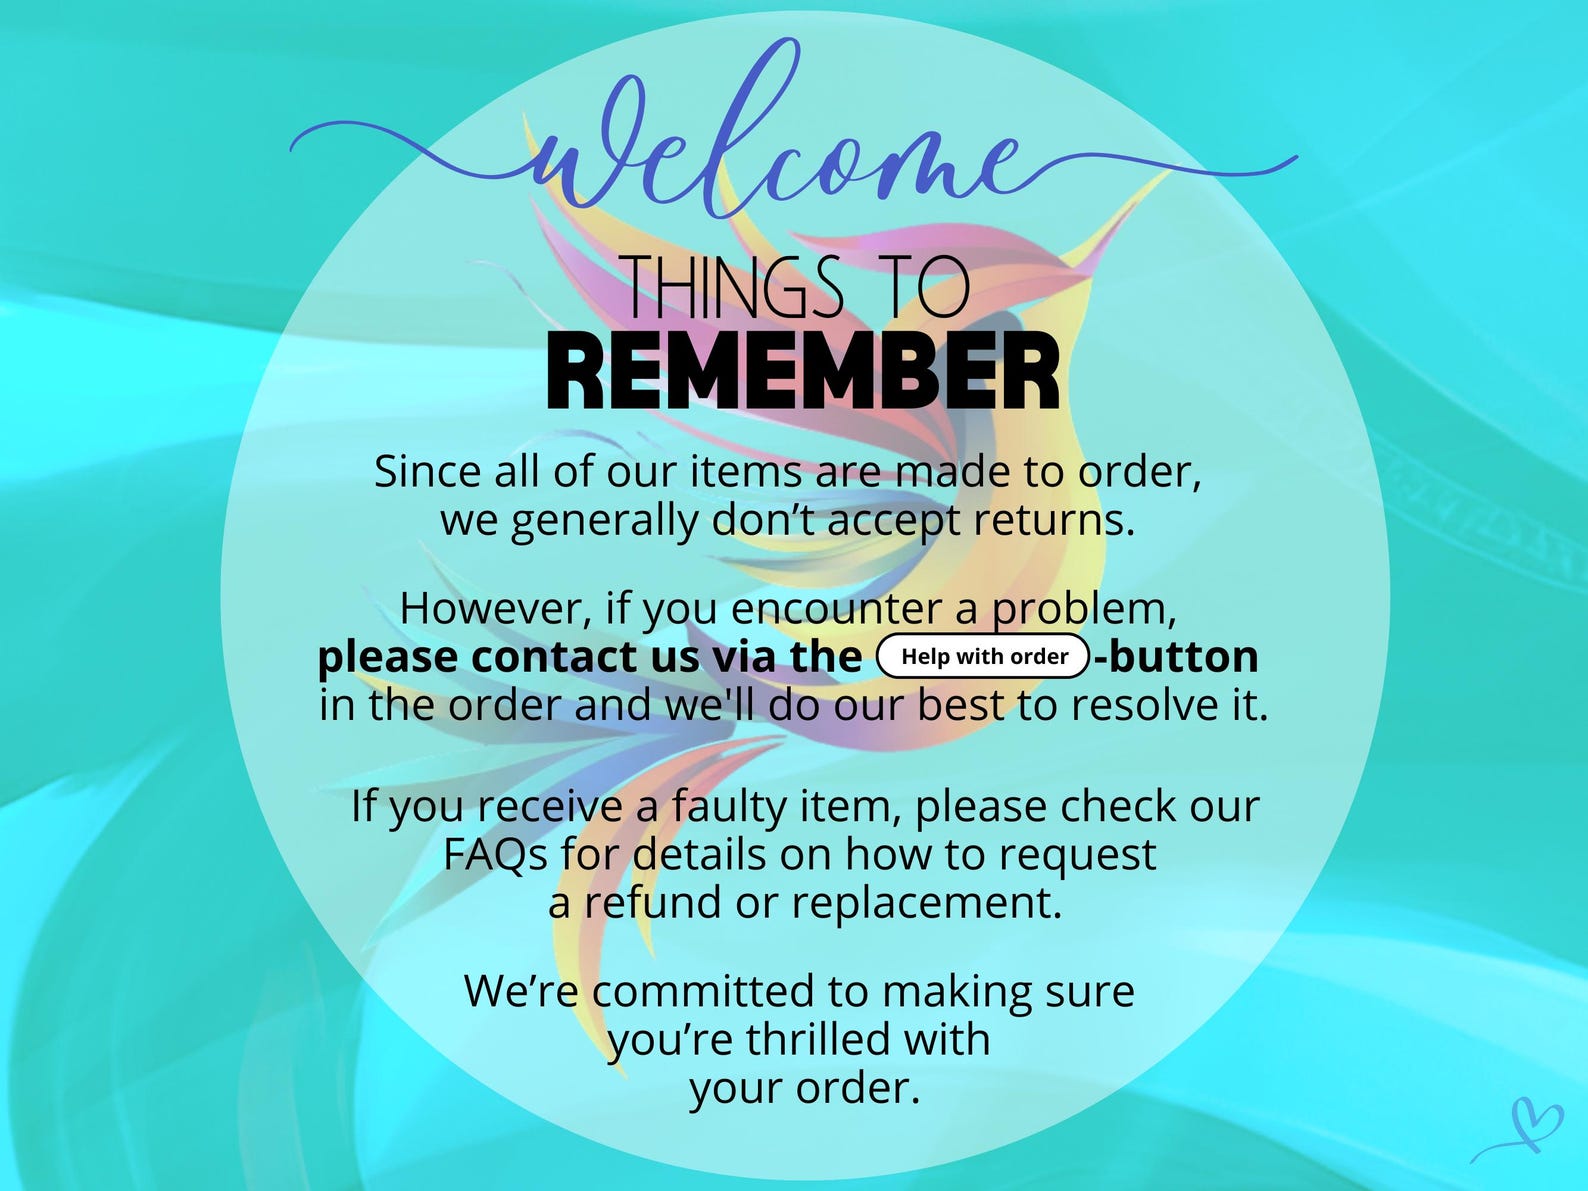 welcome
THINGS TO
REMEMBER
Since all of our items are made to order,
we generally don’t accept returns.
However, if you encounter a problem,
please contact us via the Help with order -button
in the order and we'll do our best to resolve it.
If you receive a faulty item, please check our
FAQs for details on how to request
a refund or replacement.
We’re committed to making sure
you’re thrilled with
your order.